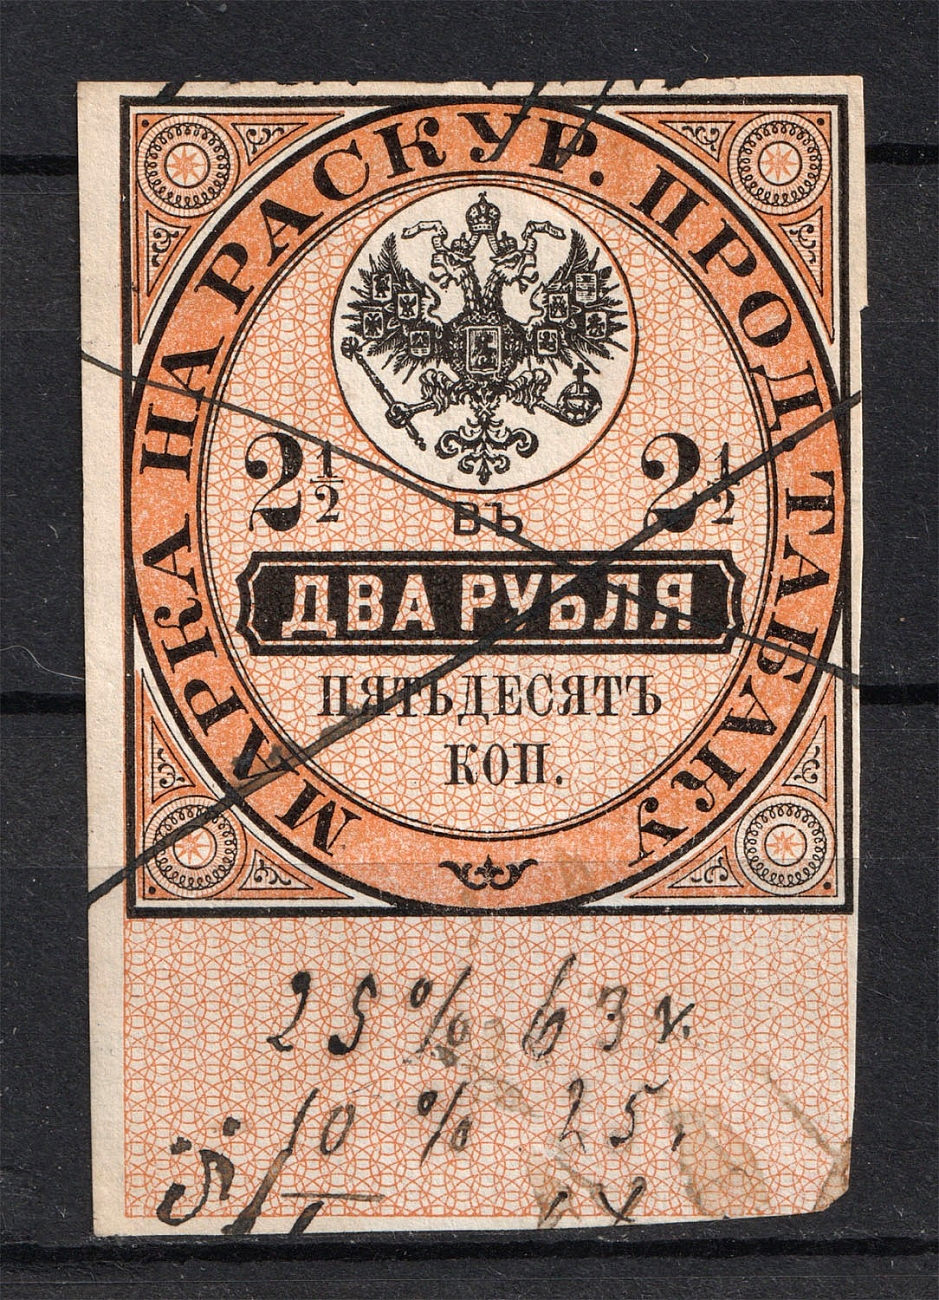 МАРКА НА РАСКУР. ПРОД ТАБАКУ
2½ 2½
ВЪ
ДВА РУБЛЯ
ПЯТЬДЕСЯТЪ
КОП.
25% 63 к.
10% 25